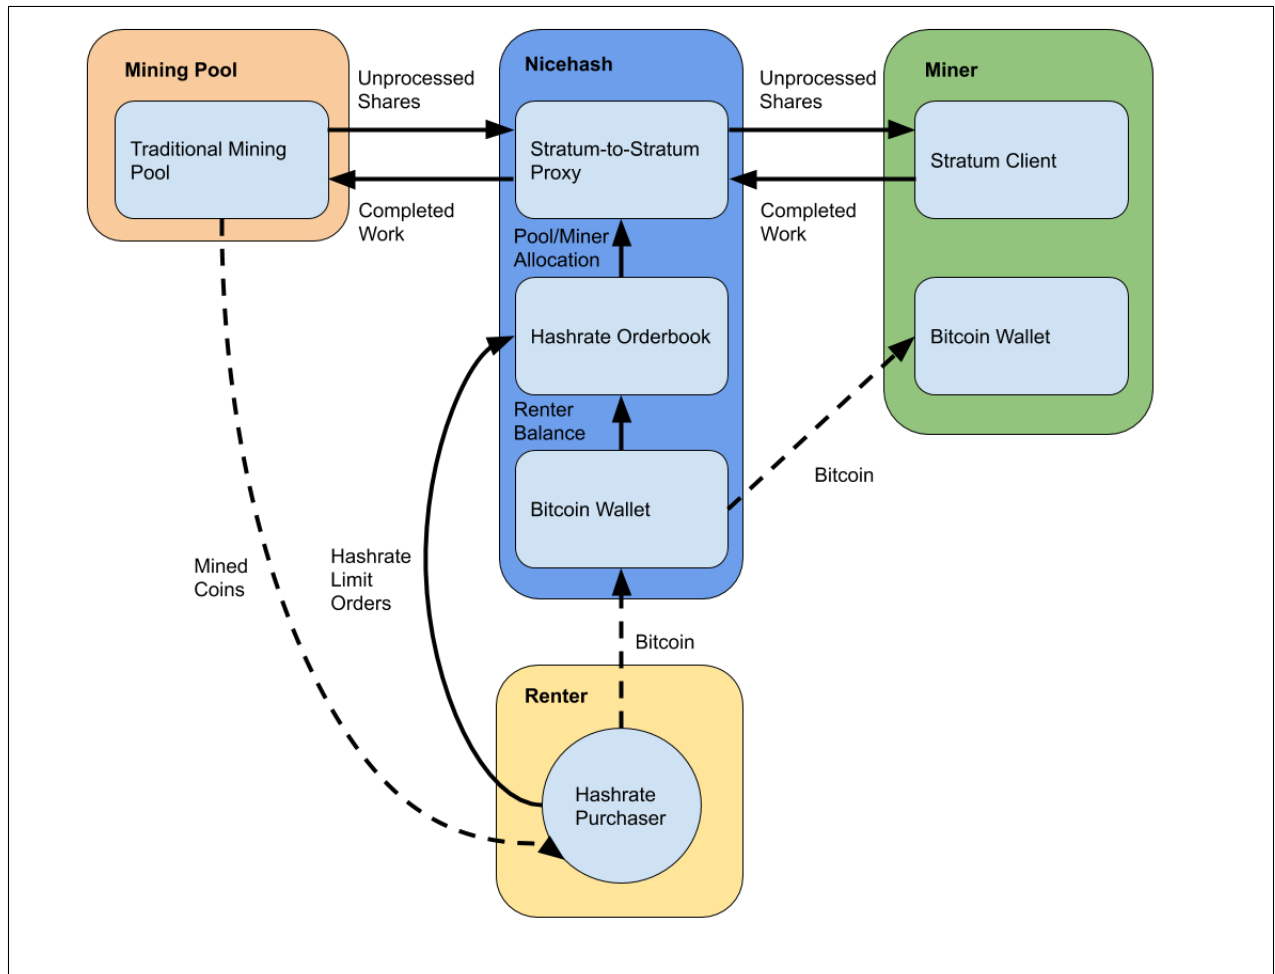 Mining Pool
Traditional Mining
Pool
Unprocessed
Shares
Completed
Work
Nicehash
Stratum-to-Stratum
Proxy
Pool/Miner
Allocation
Hashrate Orderbook
Renter
Balance
Bitcoin Wallet
Unprocessed
Shares
Completed
Work
Miner
Stratum Client
Bitcoin Wallet
Bitcoin
Mined
Coins
Hashrate
Limit
Orders
Bitcoin
Renter
Hashrate
Purchaser